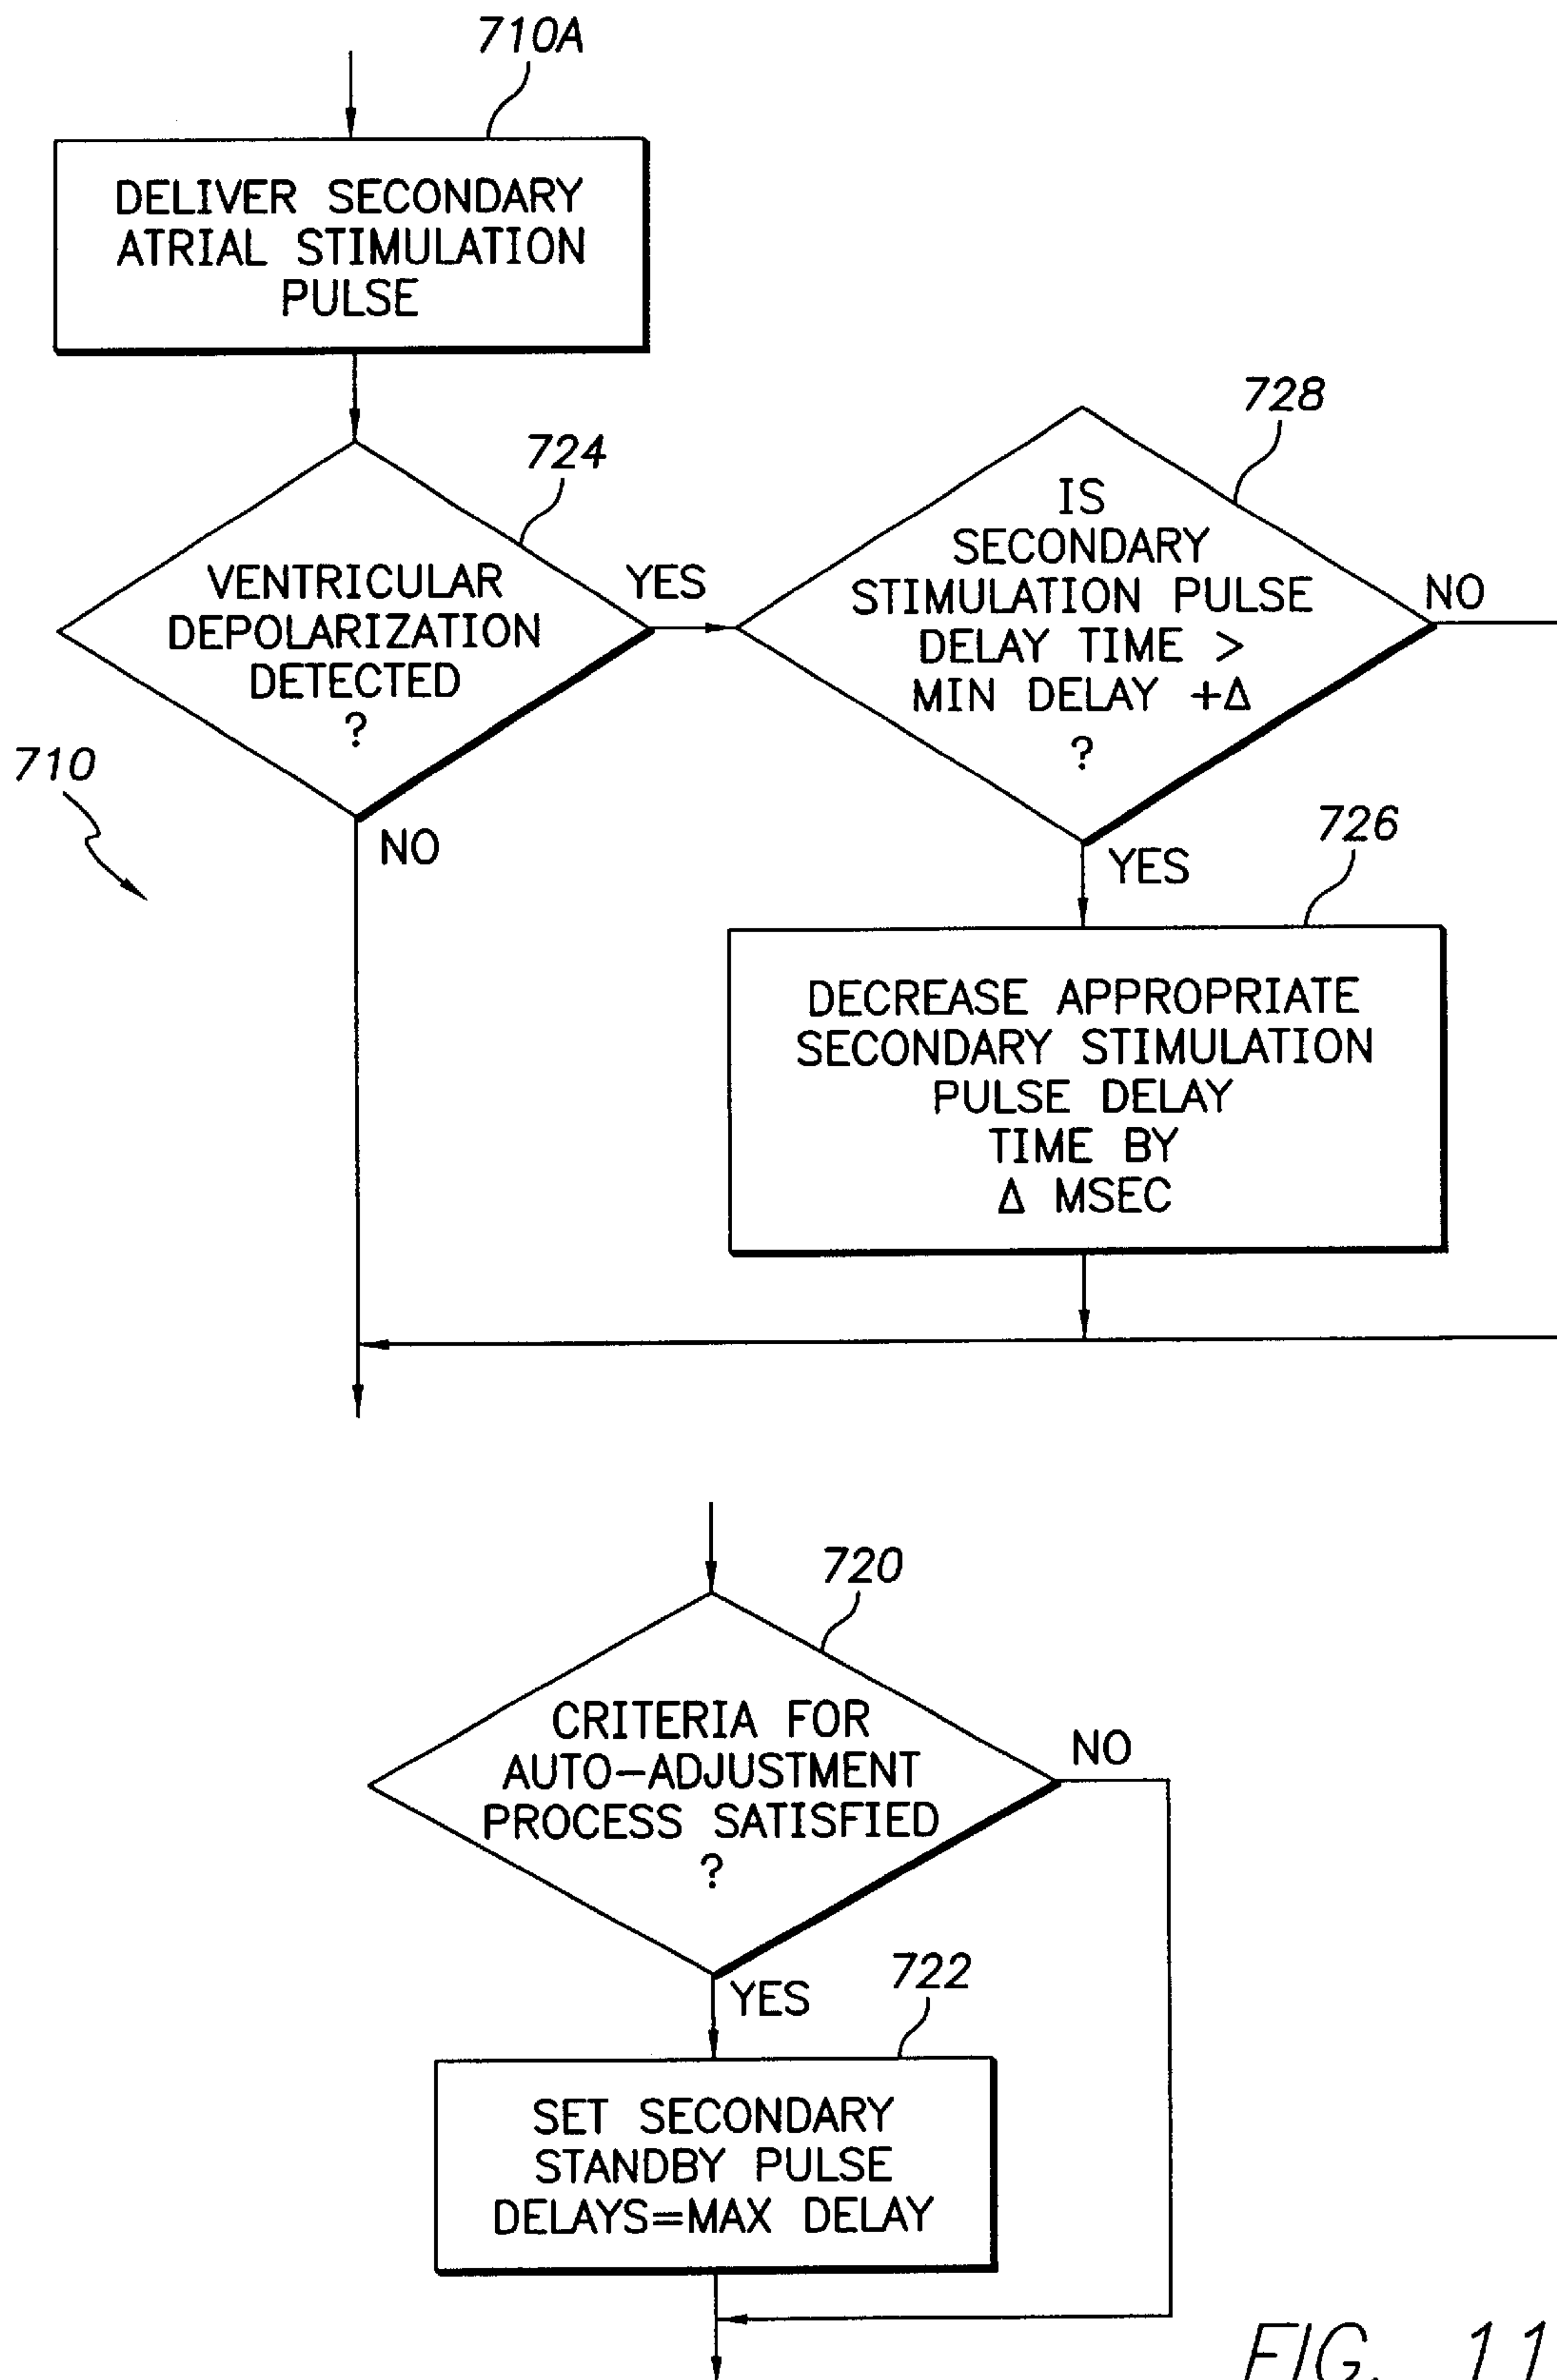 710A
DELIVER SECONDARY
ATRIAL STIMULATION
PULSE
724
VENTRICULAR
DEPOLARIZATION
DETECTED
?
YES
NO
710
728
IS
SECONDARY
STIMULATION PULSE
DELAY TIME >
MIN DELAY +Δ
?
NO
YES
726
DECREASE APPROPRIATE
SECONDARY STIMULATION
PULSE DELAY
TIME BY
Δ MSEC
720
CRITERIA FOR
AUTO-ADJUSTMENT
PROCESS SATISFIED
?
NO
YES
722
SET SECONDARY
STANDBY PULSE
DELAYS=MAX DELAY
FIG. 11